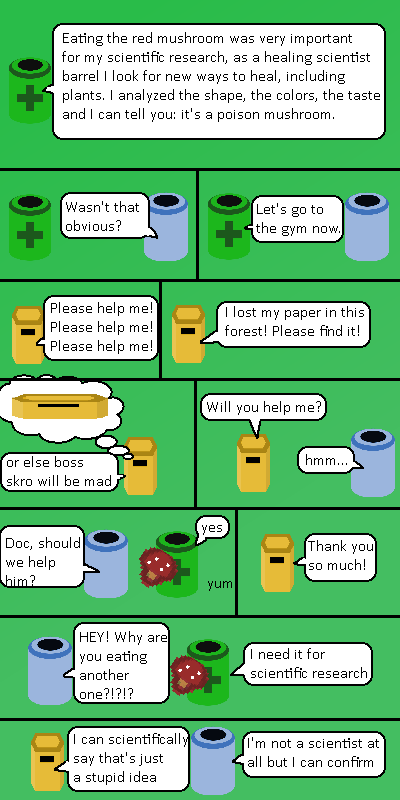 Eating the red mushroom was very important
for my scientific research, as a healing scientist
barrel I look for new ways to heal, including
plants. I analyzed the shape, the colors, the taste
and I can tell you: it's a poison mushroom.
Wasn't that
obvious?
Let's go to
the gym now.
Please help me!
Please help me!
Please help me!
I lost my paper in this
forest! Please find it!
or else boss
skro will be mad
Will you help me?
hmm...
Doc, should
we help
him?
yes
yum
Thank you
so much!
HEY! Why are
you eating
another
one?!?!?
I need it for
scientific research
I can scientifically
say that's just
a stupid idea
I'm not a scientist at
all but I can confirm